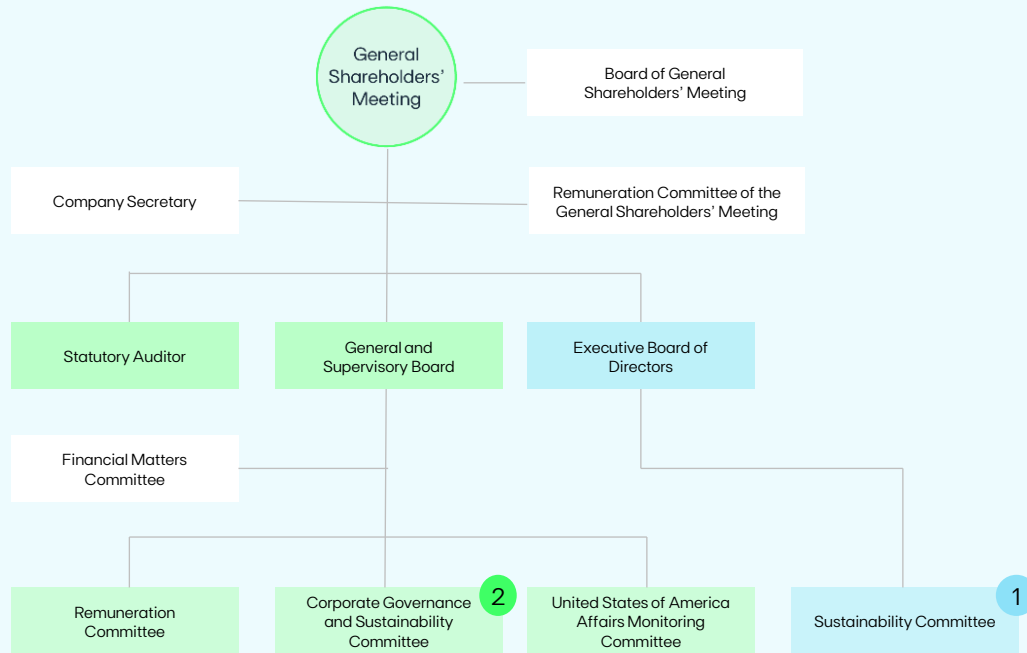 General
Shareholders’
Meeting
Board of General
Shareholders’ Meeting
Company Secretary
Remuneration Committee of the
General Shareholders’ Meeting
Statutory Auditor
General and
Supervisory Board
Executive Board of
Directors
Financial Matters
Committee
Remuneration
Committee
Corporate Governance
and Sustainability
Committee
2
United States of America
Affairs Monitoring
Committee
Sustainability Committee
1